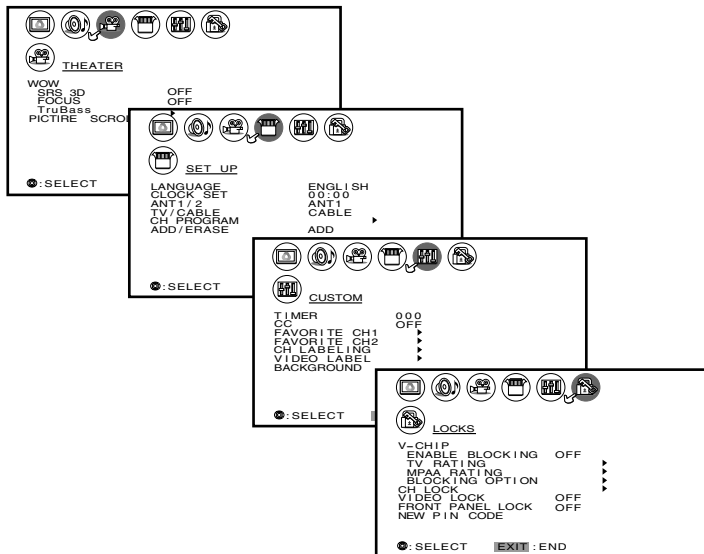 THEATER
WOW
SRS 3D OFF
FOCUS OFF
TruBass
PICTIRE SCROL
:SELECT
SET UP
LANGUAGE ENGLISH
CLOCK SET 00:00
ANT1/2 ANT1
TV/CABLE CABLE
CH PROGRAM
ADD/ERASE ADD
:SELECT
CUSTOM
TIMER 000
CC OFF
FAVORITE CH1
FAVORITE CH2
CH LABELING
VIDEO LABEL
BACKGROUND
:SELECT
LOCKS
V-CHIP
ENABLE BLOCKING OFF
TV RATING
MPAA RATING
BLOCKING OPTION
CH LOCK
VIDEO LOCK OFF
FRONT PANEL LOCK OFF
NEW PIN CODE
:SELECT EXIT:END